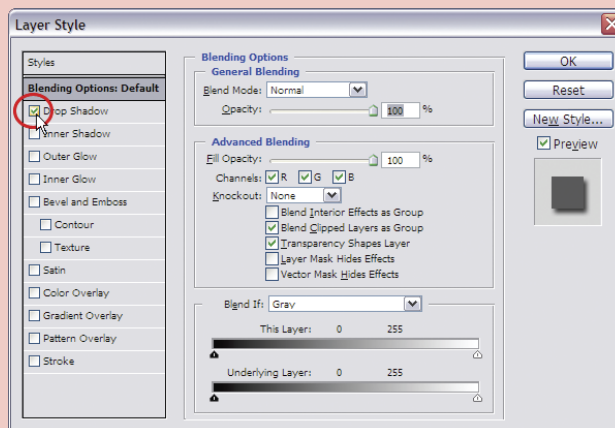 Layer Style
Styles
Blending Options: Default
Drop Shadow
Inner Shadow
Outer Glow
Inner Glow
Bevel and Emboss
Contour
Texture
Satin
Color Overlay
Gradient Overlay
Pattern Overlay
Stroke
Blending Options
General Blending
Blend Mode: Normal
Opacity: 100 %
Advanced Blending
Fill Opacity: 100 %
Channels: R G B
Knockout: None
Blend Interior Effects as Group
Blend Clipped Layers as Group
Transparency Shapes Layer
Layer Mask Hides Effects
Vector Mask Hides Effects
Blend If: Gray
This Layer: 0 255
Underlying Layer: 0 255
OK
Reset
New Style...
Preview